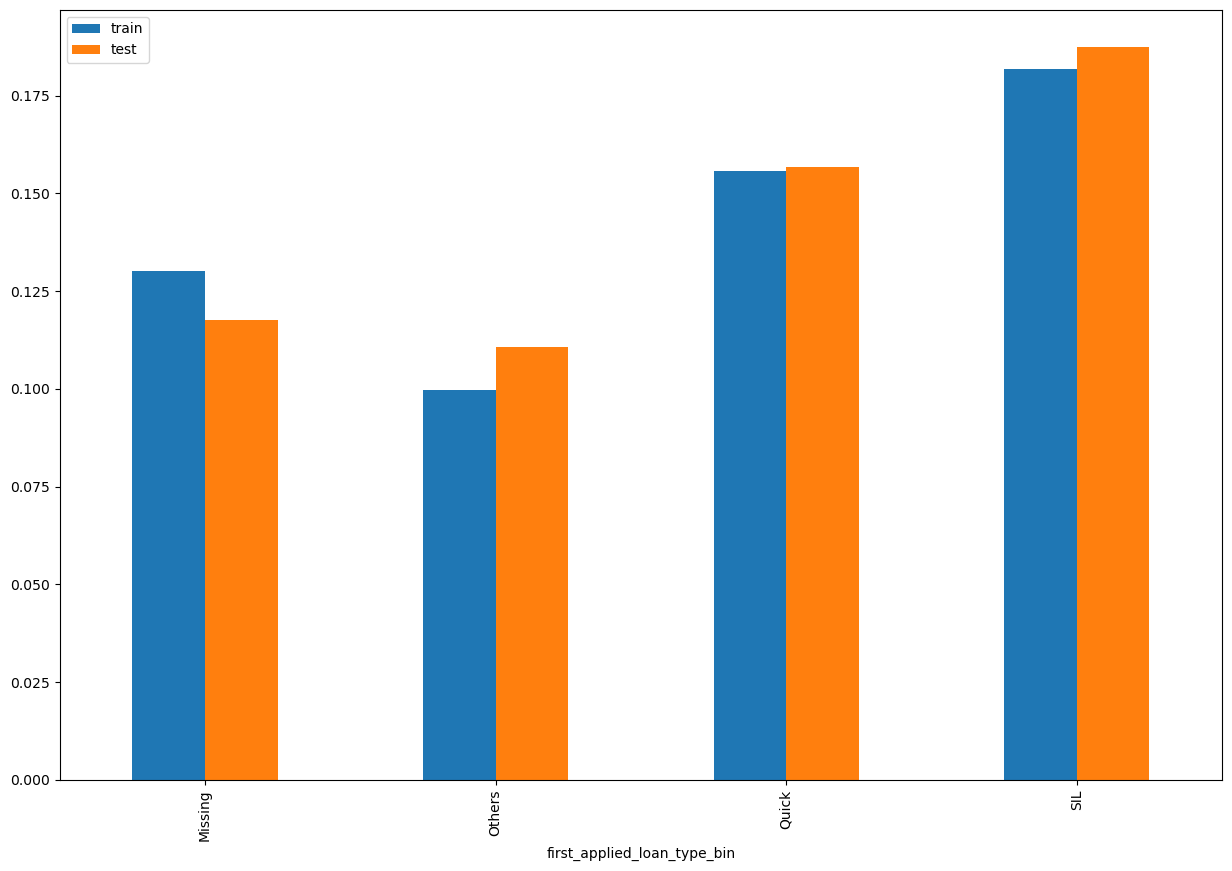 train
test
0.175
0.150
0.125
0.100
0.075
0.050
0.025
0.000
Missing
Others
Quick
SIL
first_applied_loan_type_bin